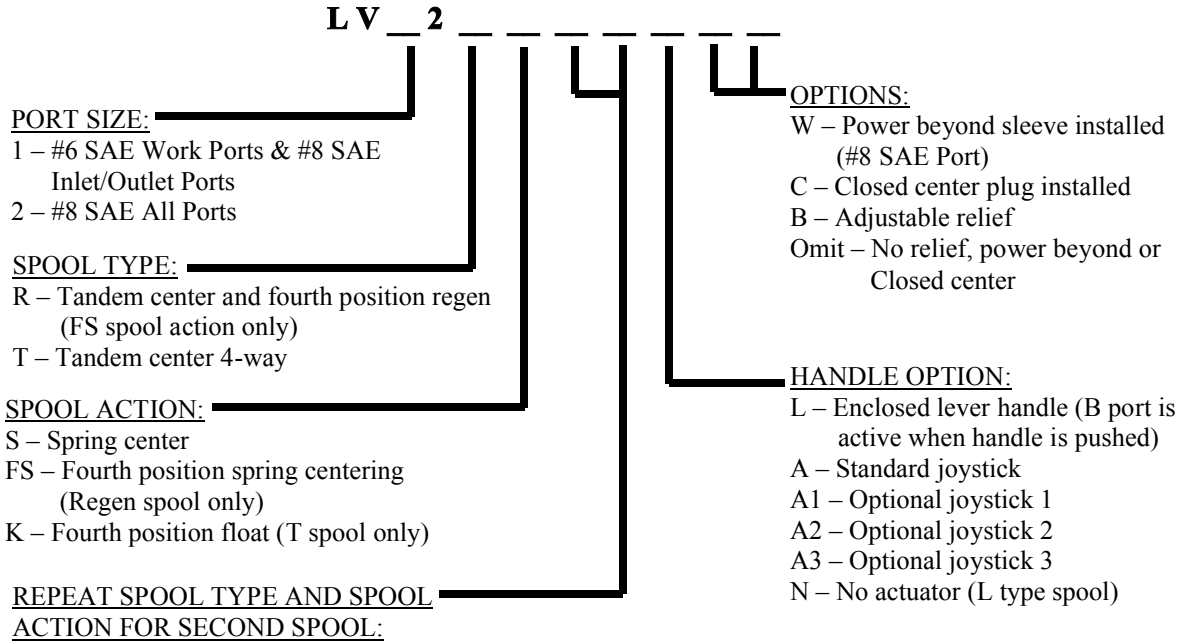 L V __ 2 __ __ __ __ __ __ __
PORT SIZE:
1 – #6 SAE Work Ports & #8 SAE
Inlet/Outlet Ports
2 – #8 SAE All Ports
SPOOL TYPE:
R – Tandem center and fourth position regen
(FS spool action only)
T – Tandem center 4-way
SPOOL ACTION:
S – Spring center
FS – Fourth position spring centering
(Regen spool only)
K – Fourth position float (T spool only)
REPEAT SPOOL TYPE AND SPOOL
ACTION FOR SECOND SPOOL:
OPTIONS:
W – Power beyond sleeve installed
(#8 SAE Port)
C – Closed center plug installed
B – Adjustable relief
Omit – No relief, power beyond or
Closed center
HANDLE OPTION:
L – Enclosed lever handle (B port is
active when handle is pushed)
A – Standard joystick
A1 – Optional joystick 1
A2 – Optional joystick 2
A3 – Optional joystick 3
N – No actuator (L type spool)